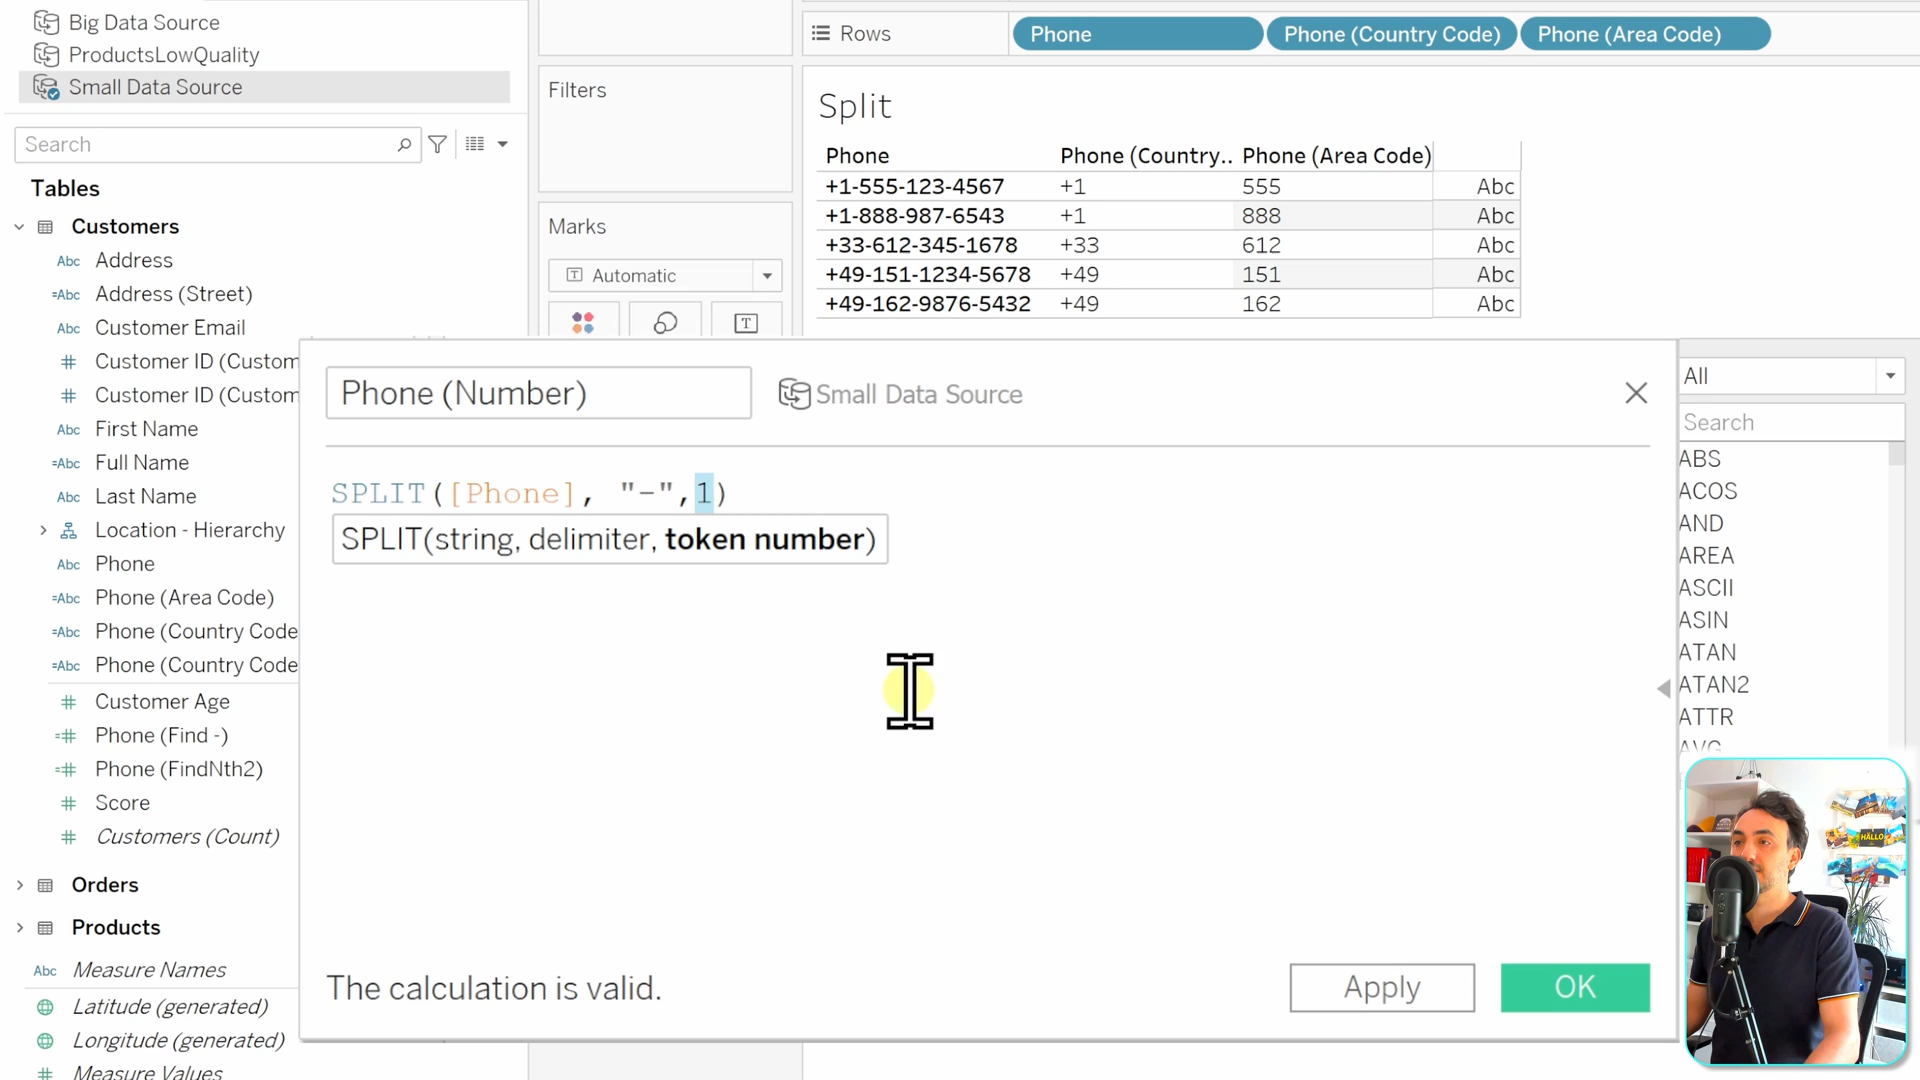 Big Data Source
ProductsLowQuality
Small Data Source
Search
Tables
Customers
Abc Address
=Abc Address (Street)
Abc Customer Email
# Customer ID (Custom
# Customer ID (Custom
Abc First Name
=Abc Full Name
Abc Last Name
Location - Hierarchy
Abc Phone
=Abc Phone (Area Code)
=Abc Phone (Country Code
=Abc Phone (Country Code
# Customer Age
=# Phone (Find -)
=# Phone (FindNth2)
# Score
# Customers (Count)
Orders
Products
Abc Measure Names
Latitude (generated)
Longitude (generated)
# Measure Values
Filters
Marks
T Automatic
T
Rows Phone Phone (Country Code) Phone (Area Code)
Split
Phone Phone (Country.. Phone (Area Code)
+1-555-123-4567 +1 555 Abc
+1-888-987-6543 +1 888 Abc
+33-612-345-1678 +33 612 Abc
+49-151-1234-5678 +49 151 Abc
+49-162-9876-5432 +49 162 Abc
Phone (Number) Small Data Source
SPLIT([Phone], "-",1)
SPLIT(string, delimiter, token number)
The calculation is valid.
Apply OK
All
Search
ABS
ACOS
AND
AREA
ASCII
ASIN
ATAN
ATAN2
ATTR
AVG
HALLO